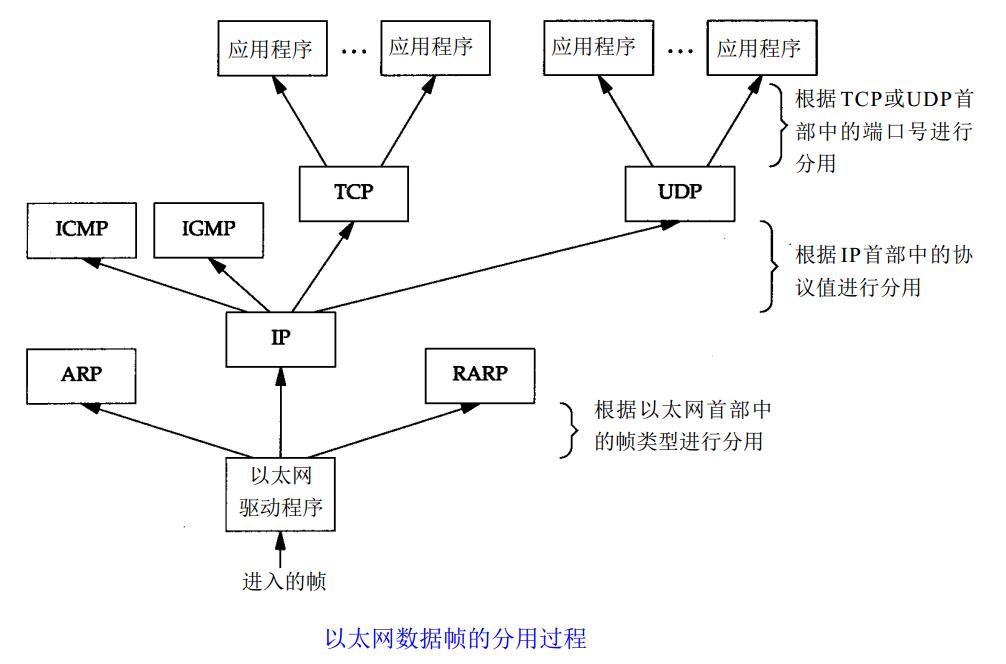 应用程序 … 应用程序 应用程序 … 应用程序
根据TCP或UDP首
部中的端口号进行
分用
TCP UDP
ICMP IGMP
根据IP首部中的协
议值进行分用
IP
ARP RARP
根据以太网首部中
的帧类型进行分用
以太网
驱动程序
进入的帧
以太网数据帧的分用过程